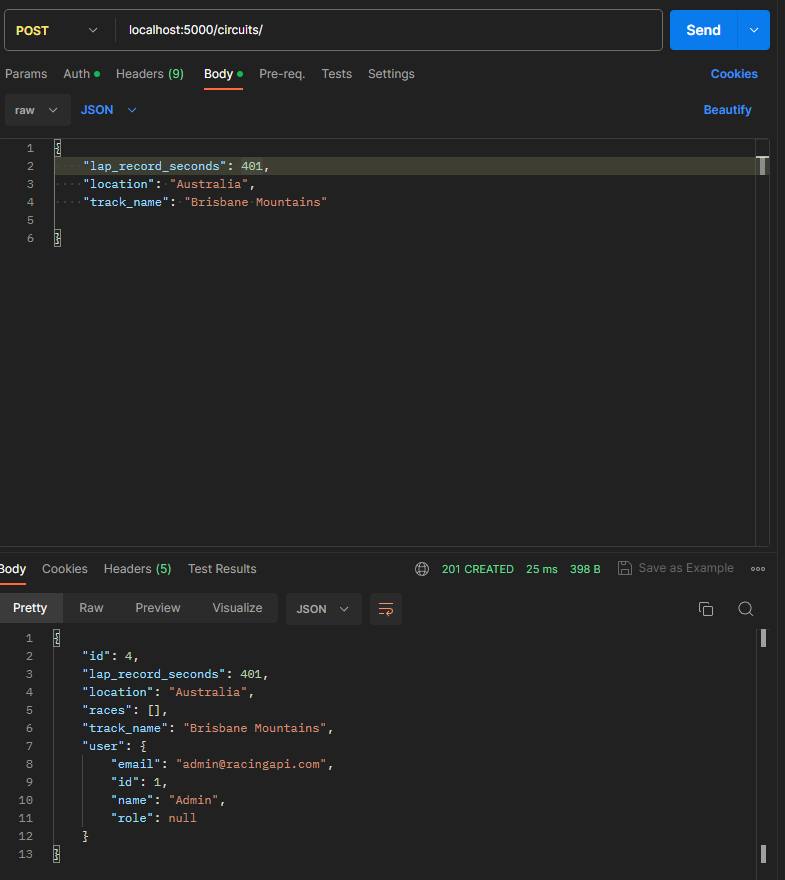 POST localhost:5000/circuits/ Send
Params Auth Headers (9) Body Pre-req. Tests Settings Cookies
raw JSON Beautify
1 {
2 "lap_record_seconds": 401,
3 "location": "Australia",
4 "track_name": "Brisbane Mountains"
5
6 }
Body Cookies Headers (5) Test Results 201 CREATED 25 ms 398 B Save as Example
Pretty Raw Preview Visualize JSON
1 {
2 "id": 4,
3 "lap_record_seconds": 401,
4 "location": "Australia",
5 "races": [],
6 "track_name": "Brisbane Mountains",
7 "user": {
8 "email": "admin@racingapi.com",
9 "id": 1,
10 "name": "Admin",
11 "role": null
12 }
13 }